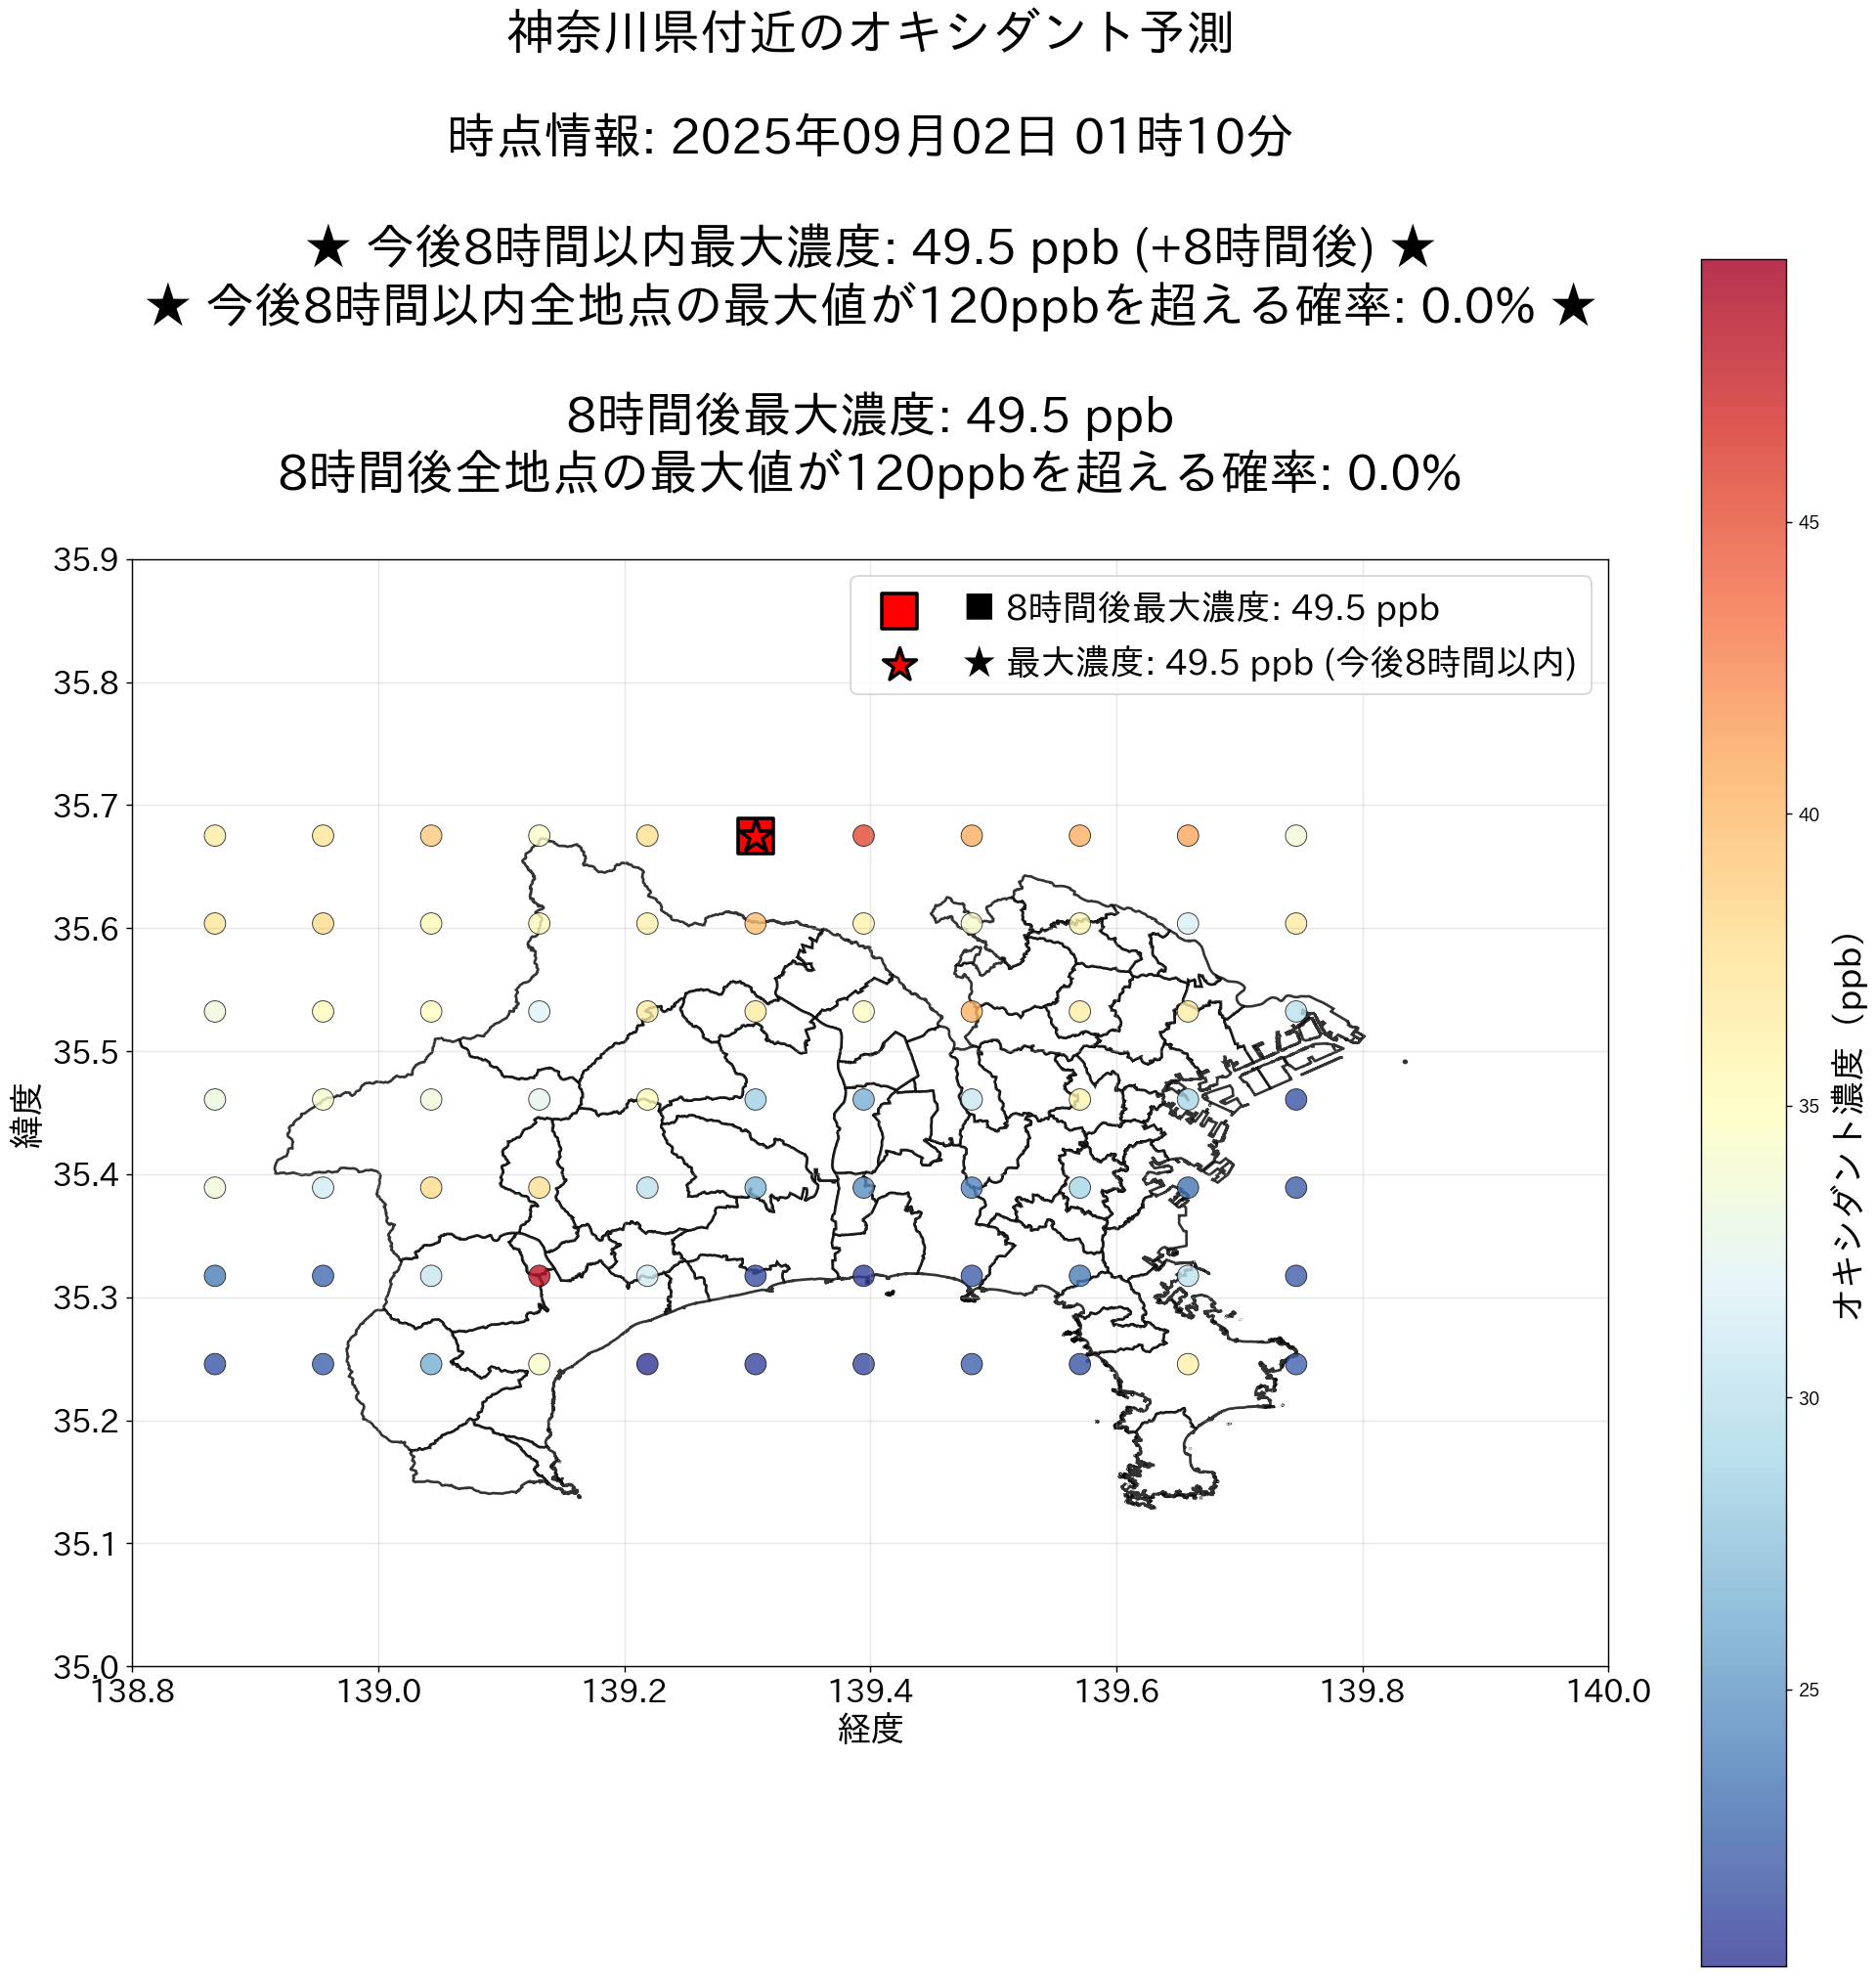 神奈川県付近のオキシダント予測
時点情報: 2025年09月02日 01時10分
★ 今後8時間以内最大濃度: 49.5 ppb (+8時間後) ★
★ 今後8時間以内全地点の最大値が120ppbを超える確率: 0.0% ★
8時間後最大濃度: 49.5 ppb
8時間後全地点の最大値が120ppbを超える確率: 0.0%
■ 8時間後最大濃度: 49.5 ppb
★ 最大濃度: 49.5 ppb (今後8時間以内)
緯度
35.9
35.8
35.7
35.6
35.5
35.4
35.3
35.2
35.1
35.0
138.8
139.0
139.2
139.4
139.6
139.8
140.0
経度
45
40
35
30
25
オキシダント濃度（ppb）